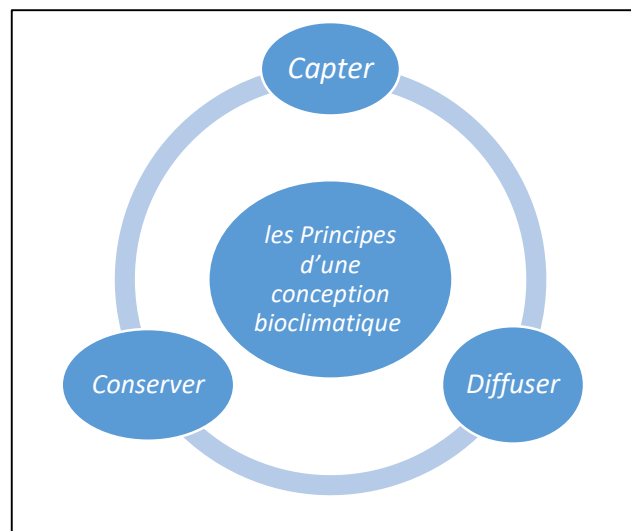 Capter
les Principes
d’une
conception
bioclimatique
Conserver
Diffuser